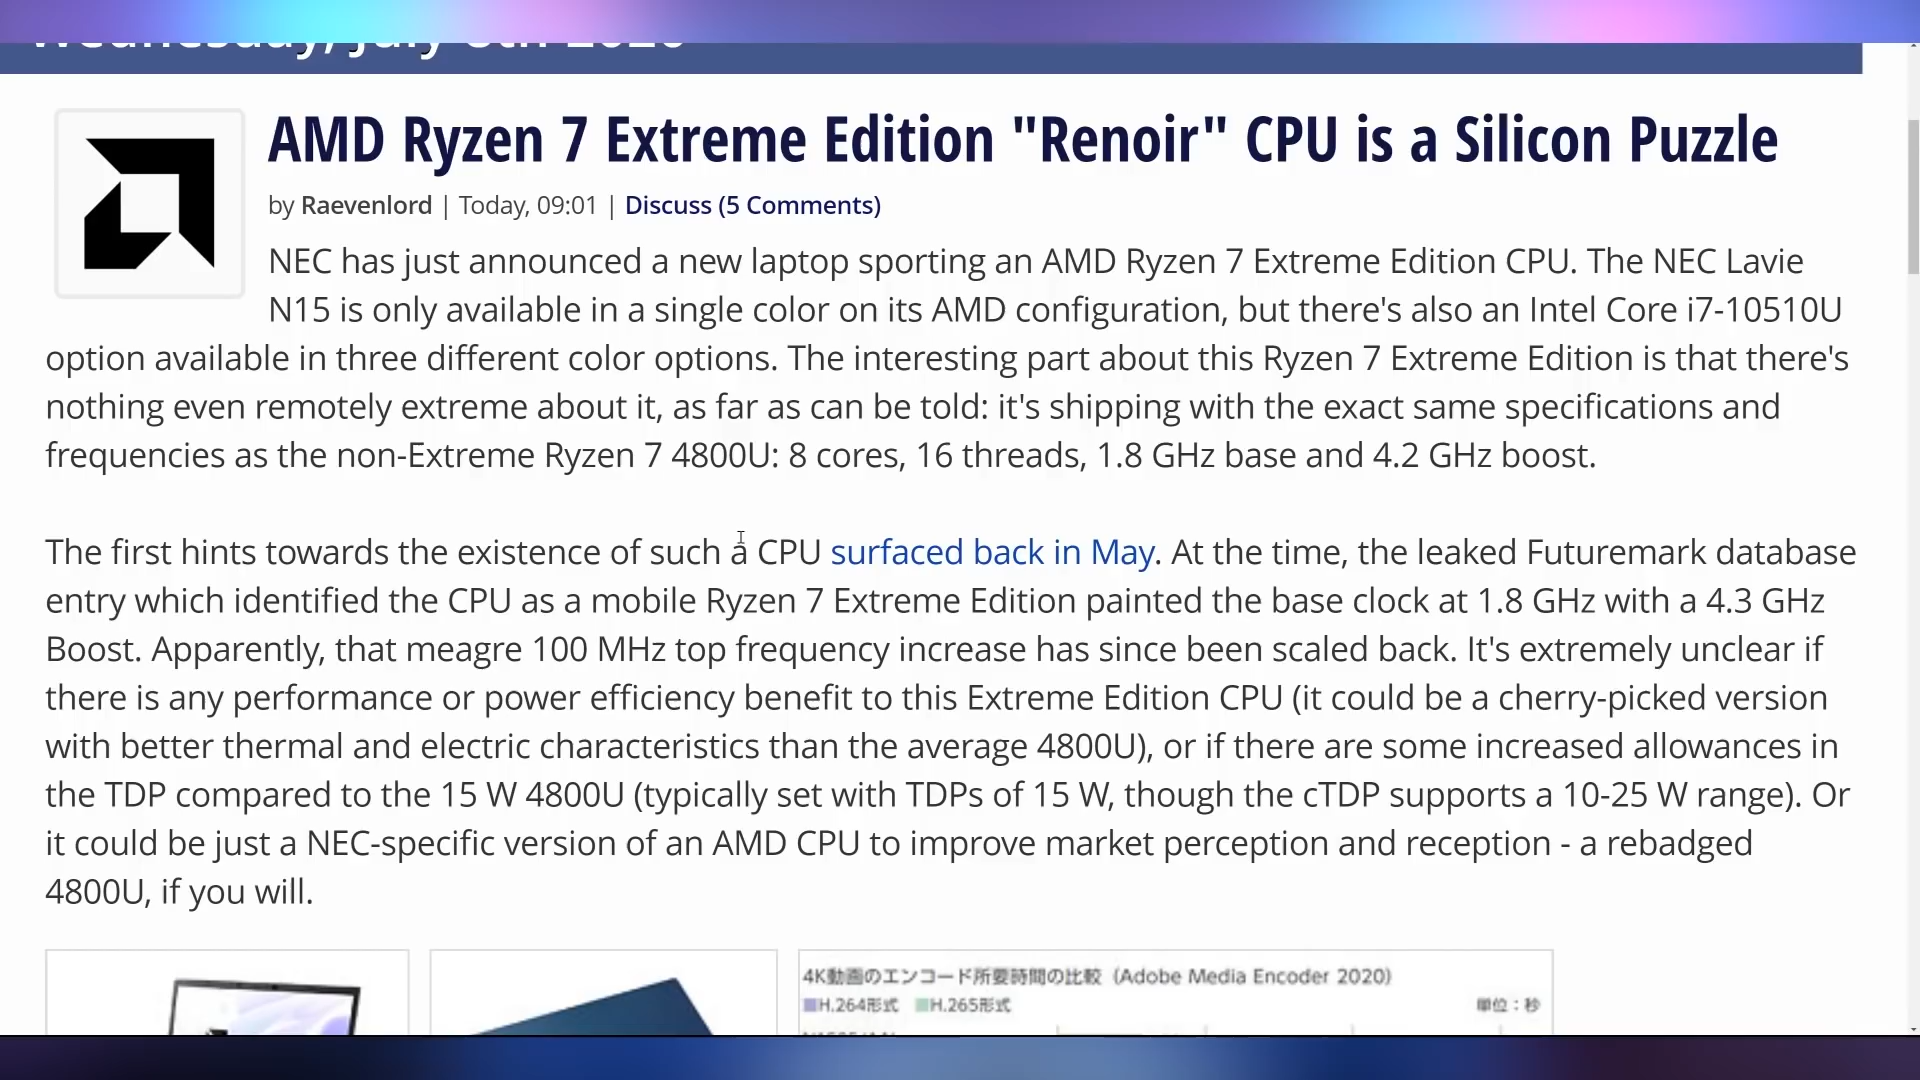 Wednesday, July 8th 2020
AMD Ryzen 7 Extreme Edition "Renoir" CPU is a Silicon Puzzle
by Raevenlord | Today, 09:01 | Discuss (5 Comments)
NEC has just announced a new laptop sporting an AMD Ryzen 7 Extreme Edition CPU. The NEC Lavie
N15 is only available in a single color on its AMD configuration, but there's also an Intel Core i7-10510U
option available in three different color options. The interesting part about this Ryzen 7 Extreme Edition is that there's
nothing even remotely extreme about it, as far as can be told: it's shipping with the exact same specifications and
frequencies as the non-Extreme Ryzen 7 4800U: 8 cores, 16 threads, 1.8 GHz base and 4.2 GHz boost.
The first hints towards the existence of such a CPU surfaced back in May. At the time, the leaked Futuremark database
entry which identified the CPU as a mobile Ryzen 7 Extreme Edition painted the base clock at 1.8 GHz with a 4.3 GHz
Boost. Apparently, that meagre 100 MHz top frequency increase has since been scaled back. It's extremely unclear if
there is any performance or power efficiency benefit to this Extreme Edition CPU (it could be a cherry-picked version
with better thermal and electric characteristics than the average 4800U), or if there are some increased allowances in
the TDP compared to the 15 W 4800U (typically set with TDPs of 15 W, though the cTDP supports a 10-25 W range). Or
it could be just a NEC-specific version of an AMD CPU to improve market perception and reception - a rebadged
4800U, if you will.
4K動画のエンコード所要時間の比較（Adobe Media Encoder 2020）
H.264形式 H.265形式 単位：秒